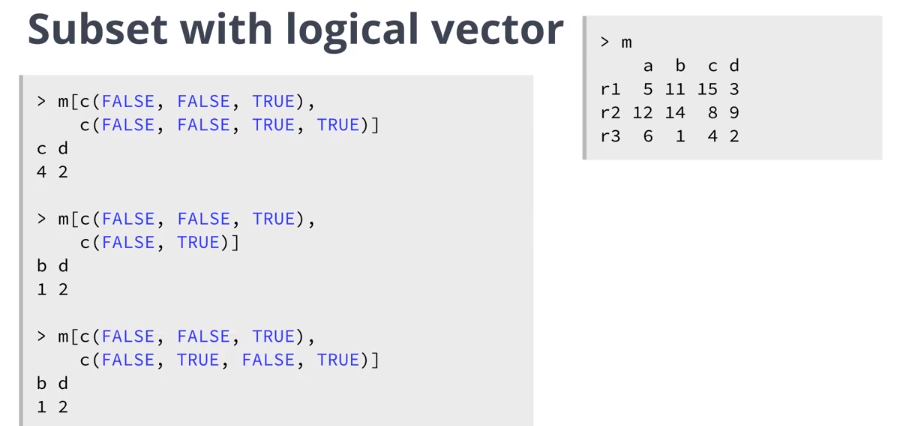 Subset with logical vector
> m[c(FALSE, FALSE, TRUE),
c(FALSE, FALSE, TRUE, TRUE)]
c d
4 2
> m[c(FALSE, FALSE, TRUE),
c(FALSE, TRUE)]
b d
1 2
> m[c(FALSE, FALSE, TRUE),
c(FALSE, TRUE, FALSE, TRUE)]
b d
1 2
> m
a b c d
r1 5 11 15 3
r2 12 14 8 9
r3 6 1 4 2